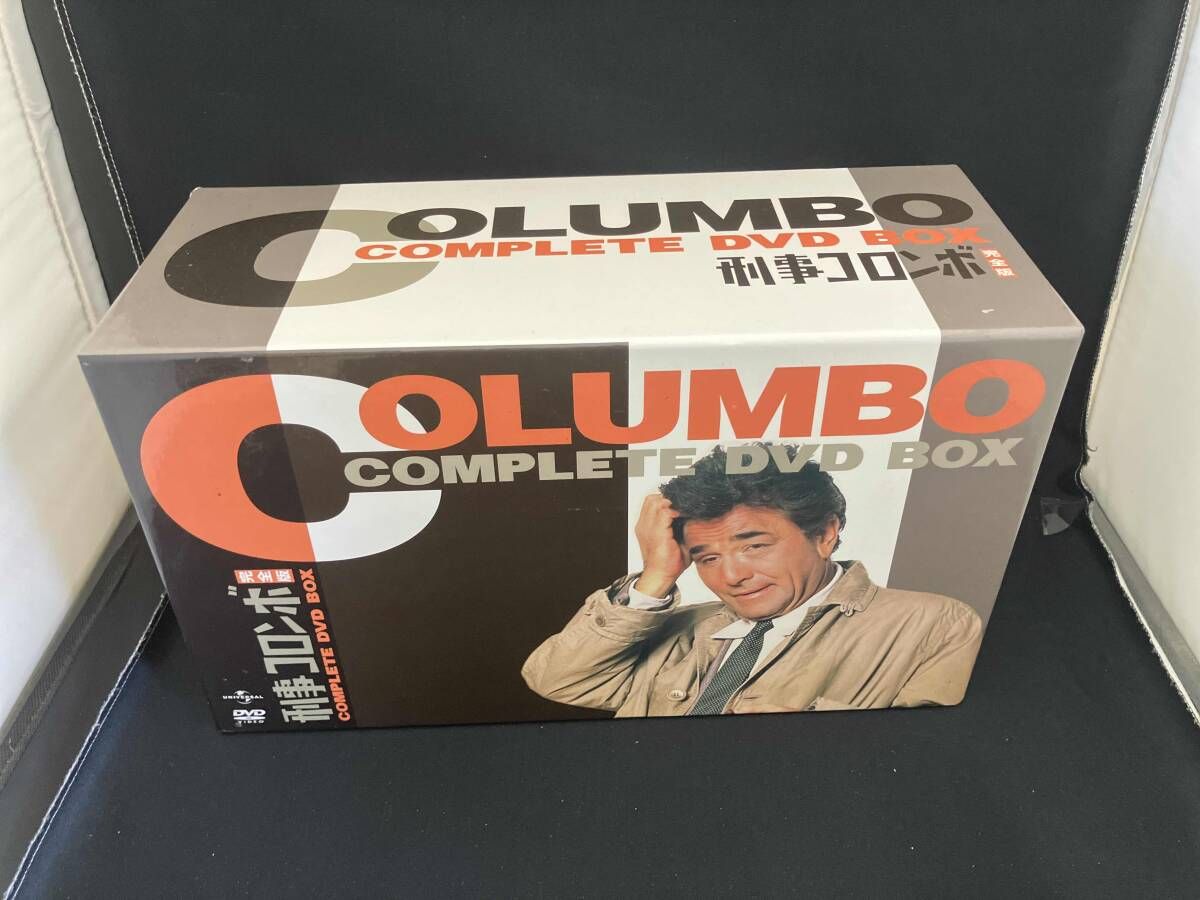 COLUMBO
COMPLETE DVD BOX
刑事コロンボ 完全版
COLUMBO
COMPLETE DVD BOX
刑事コロンボ 完全版
COMPLETE DVD BOX
UNIVERSAL
DVD
VIDEO